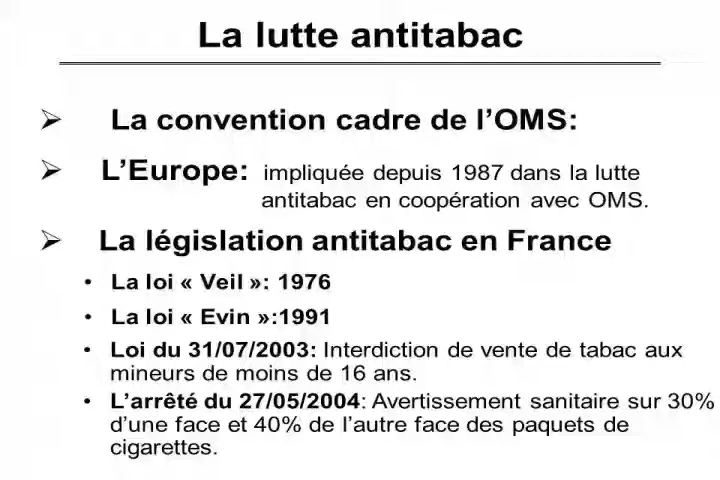 La lutte antitabac
➢ La convention cadre de l’OMS:
➢ L’Europe: impliquée depuis 1987 dans la lutte
antitabac en coopération avec OMS.
➢ La législation antitabac en France
• La loi « Veil »: 1976
• La loi « Evin »:1991
• Loi du 31/07/2003: Interdiction de vente de tabac aux
mineurs de moins de 16 ans.
• L’arrêté du 27/05/2004: Avertissement sanitaire sur 30%
d’une face et 40% de l’autre face des paquets de
cigarettes.